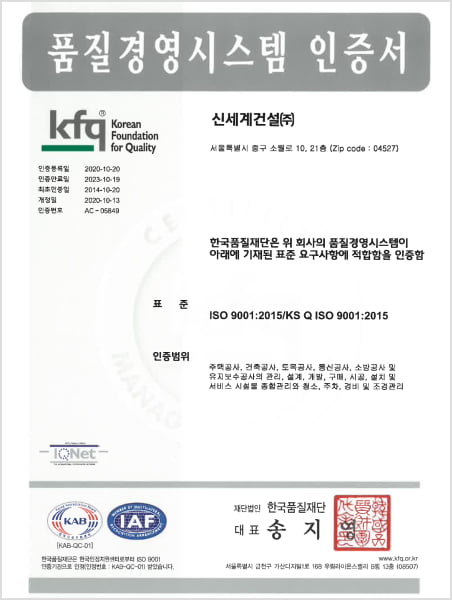 품질경영시스템 인증서
kfq® Korean
Foundation
for Quality
신세계건설㈜
서울특별시 중구 소월로 10, 21층 (Zip code : 04527)
인증등록일 2020-10-20
인증만료일 2023-10-19
최초인증일 2014-10-20
개정일 2020-10-13
인증번호 AC-05849
한국품질재단은 위 회사의 품질경영시스템이
아래에 기재된 표준 요구사항에 적합함을 인증함
표 준 ISO 9001:2015/KS Q ISO 9001:2015
인증범위 주택공사, 건축공사, 토목공사, 통신공사, 소방공사 및
유지보수공사의 관리, 설계, 개발, 구매, 시공, 설치 및
서비스 시설물 종합관리와 청소, 주차, 경비 및 조경관리
IQNet
KAB
IAF
[KAB-QC-01]
재단법인 한국품질재단
대 표 송 지 영
한국품질재단은 한국인정지원센터로부터 ISO 9001
인증기관으로 인정(인정번호 : KAB-QC-01) 받았습니다.
www.kfq.or.kr
서울특별시 금천구 가산디지털1로 168 우림라이온스밸리 B동 13층 (08507)